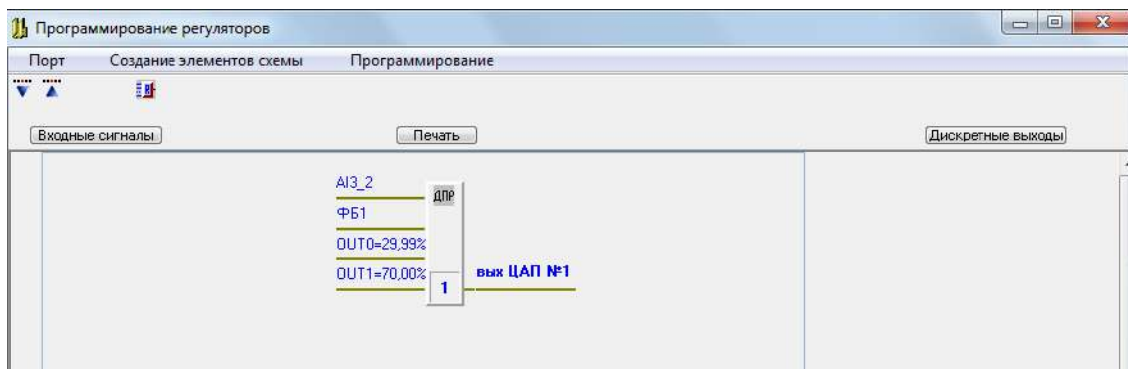 Программирование регуляторов
Порт Создание элементов схемы Программирование
Входные сигналы Печать Дискретные выходы
AI3_2
ДПР
ФБ1
OUT0=29,99%
OUT1=70,00% вых ЦАП №1
1